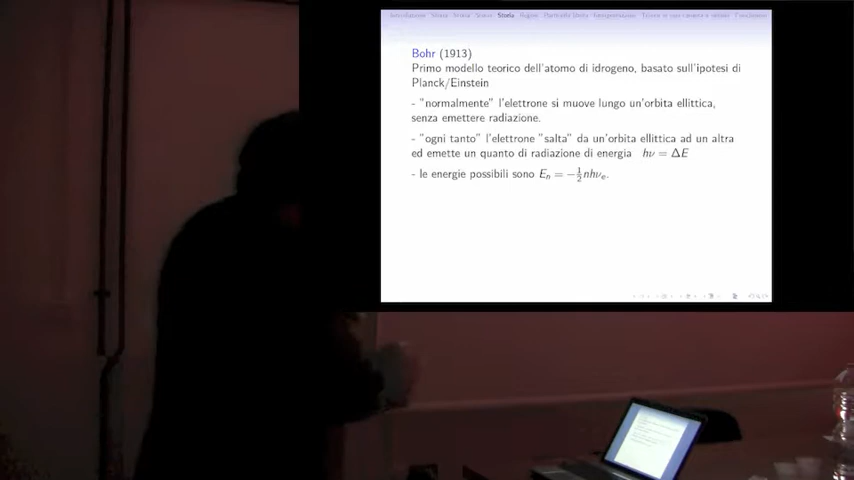 Storia
Bohr (1913)
Primo modello teorico dell'atomo di idrogeno, basato sull'ipotesi di
Planck/Einstein
- "normalmente" l'elettrone si muove lungo un'orbita ellittica,
senza emettere radiazione.
- "ogni tanto" l'elettrone "salta" da un'orbita ellittica ad un altra
ed emette un quanto di radiazione di energia hν = ΔE
- le energie possibili sono Eₙ = −½nhνₑ.